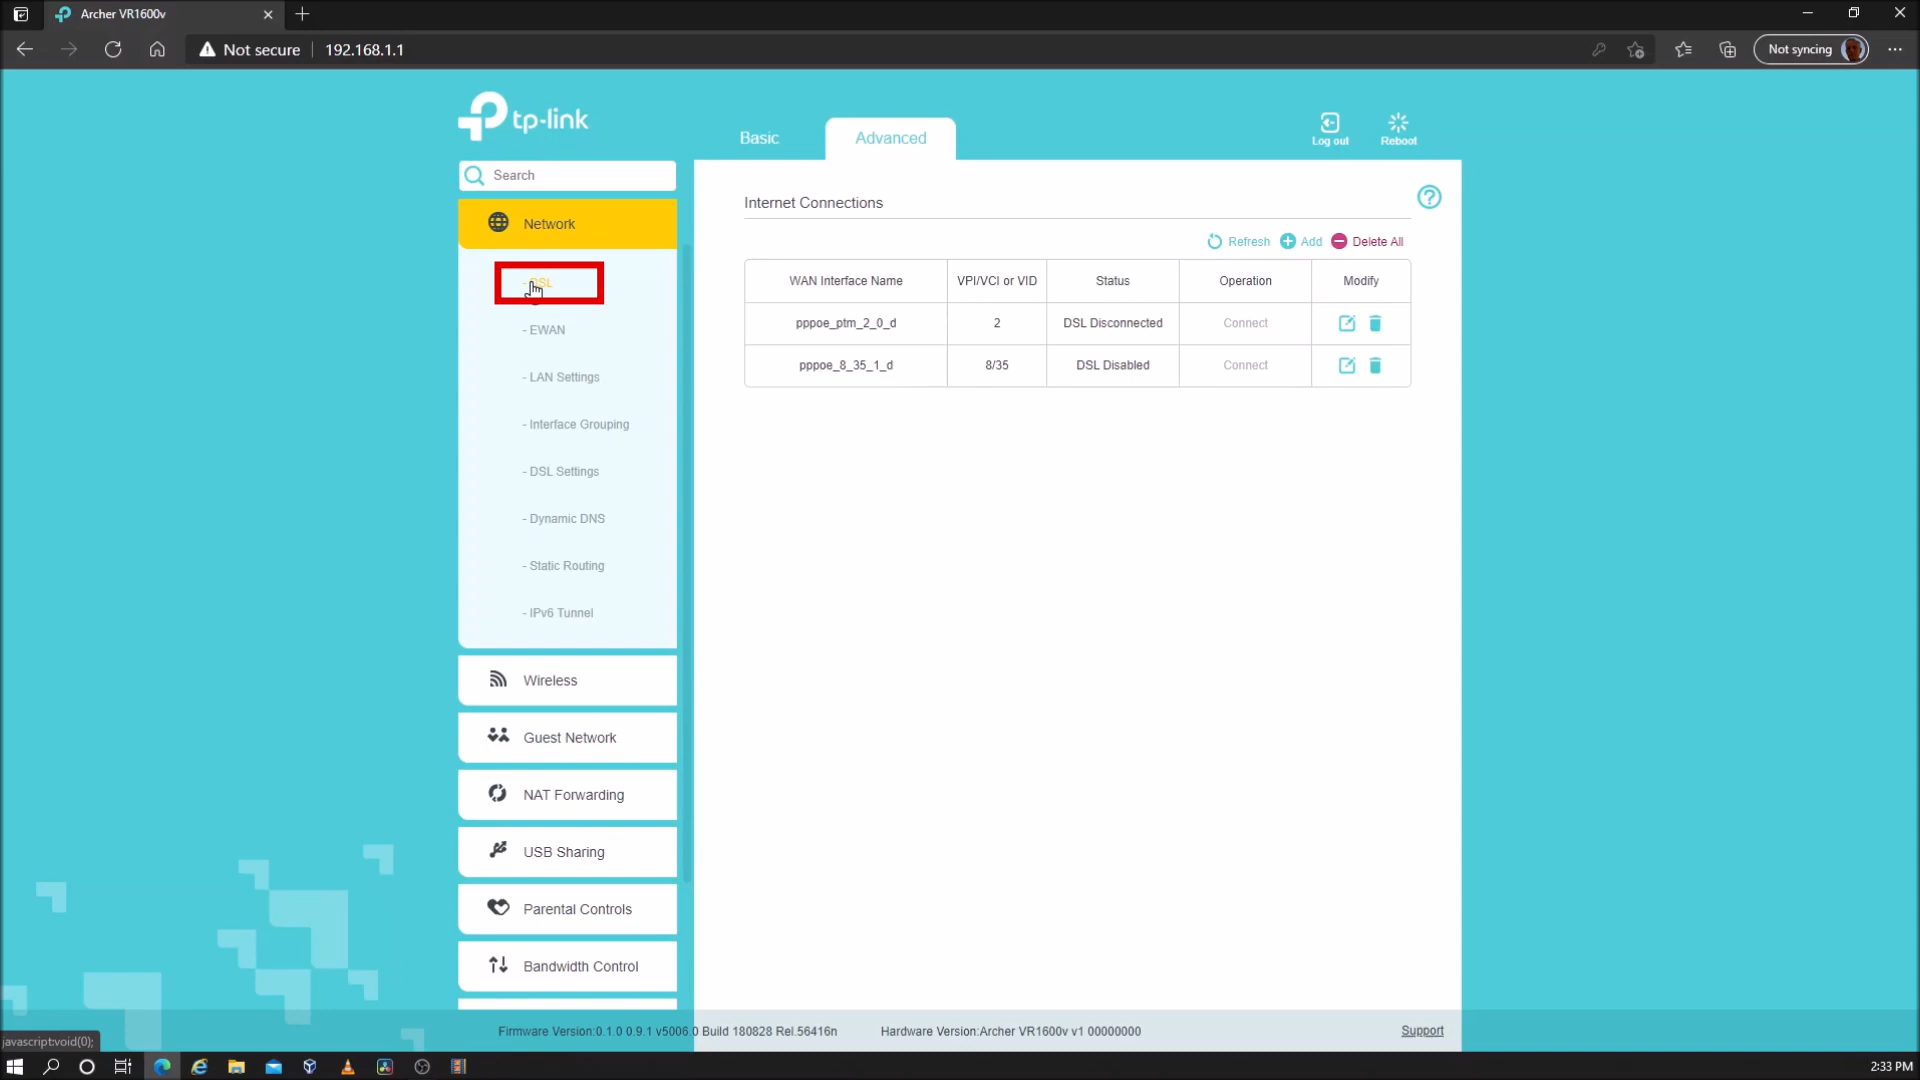 Archer VR1600v
Not secure
192.168.1.1
Not syncing
tp-link
Basic
Advanced
Log out
Reboot
Search
Network
- DSL
- EWAN
- LAN Settings
- Interface Grouping
- DSL Settings
- Dynamic DNS
- Static Routing
- IPv6 Tunnel
Wireless
Guest Network
NAT Forwarding
USB Sharing
Parental Controls
Bandwidth Control
Internet Connections
Refresh Add Delete All
WAN Interface Name VPI/VCI or VID Status Operation Modify
pppoe_ptm_2_0_d 2 DSL Disconnected Connect
pppoe_8_35_1_d 8/35 DSL Disabled Connect
Firmware Version:0.1.0 0.9.1 v5006.0 Build 180828 Rel.56416n Hardware Version:Archer VR1600v v1 00000000 Support
javascript:void(0);
2:33 PM